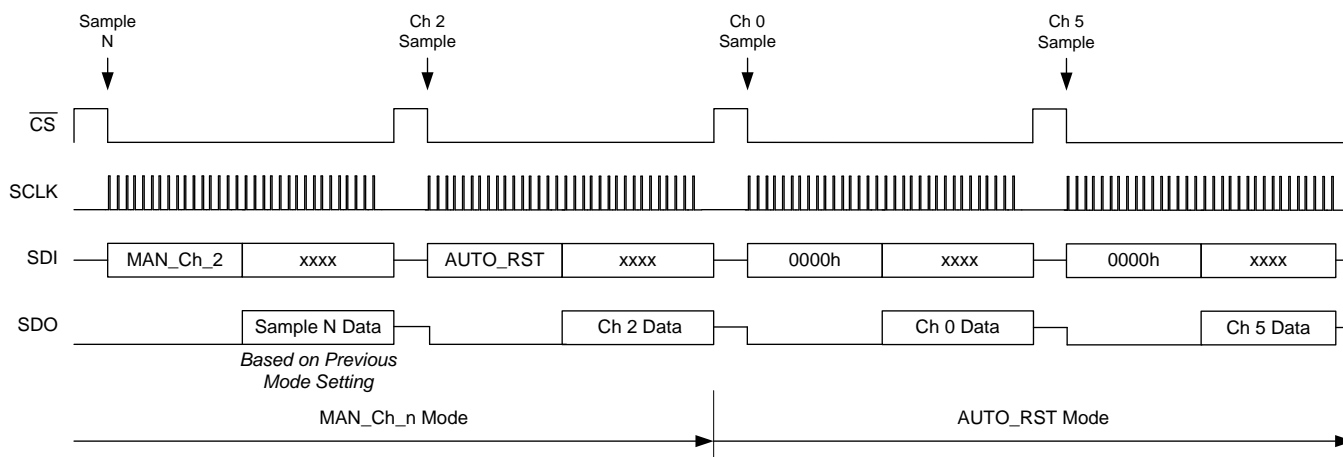 Sample
N
Ch 2
Sample
Ch 0
Sample
Ch 5
Sample
CS
SCLK
SDI
MAN_Ch_2
xxxx
AUTO_RST
xxxx
0000h
xxxx
0000h
xxxx
SDO
Sample N Data
Ch 2 Data
Ch 0 Data
Ch 5 Data
Based on Previous
Mode Setting
MAN_Ch_n Mode
AUTO_RST Mode